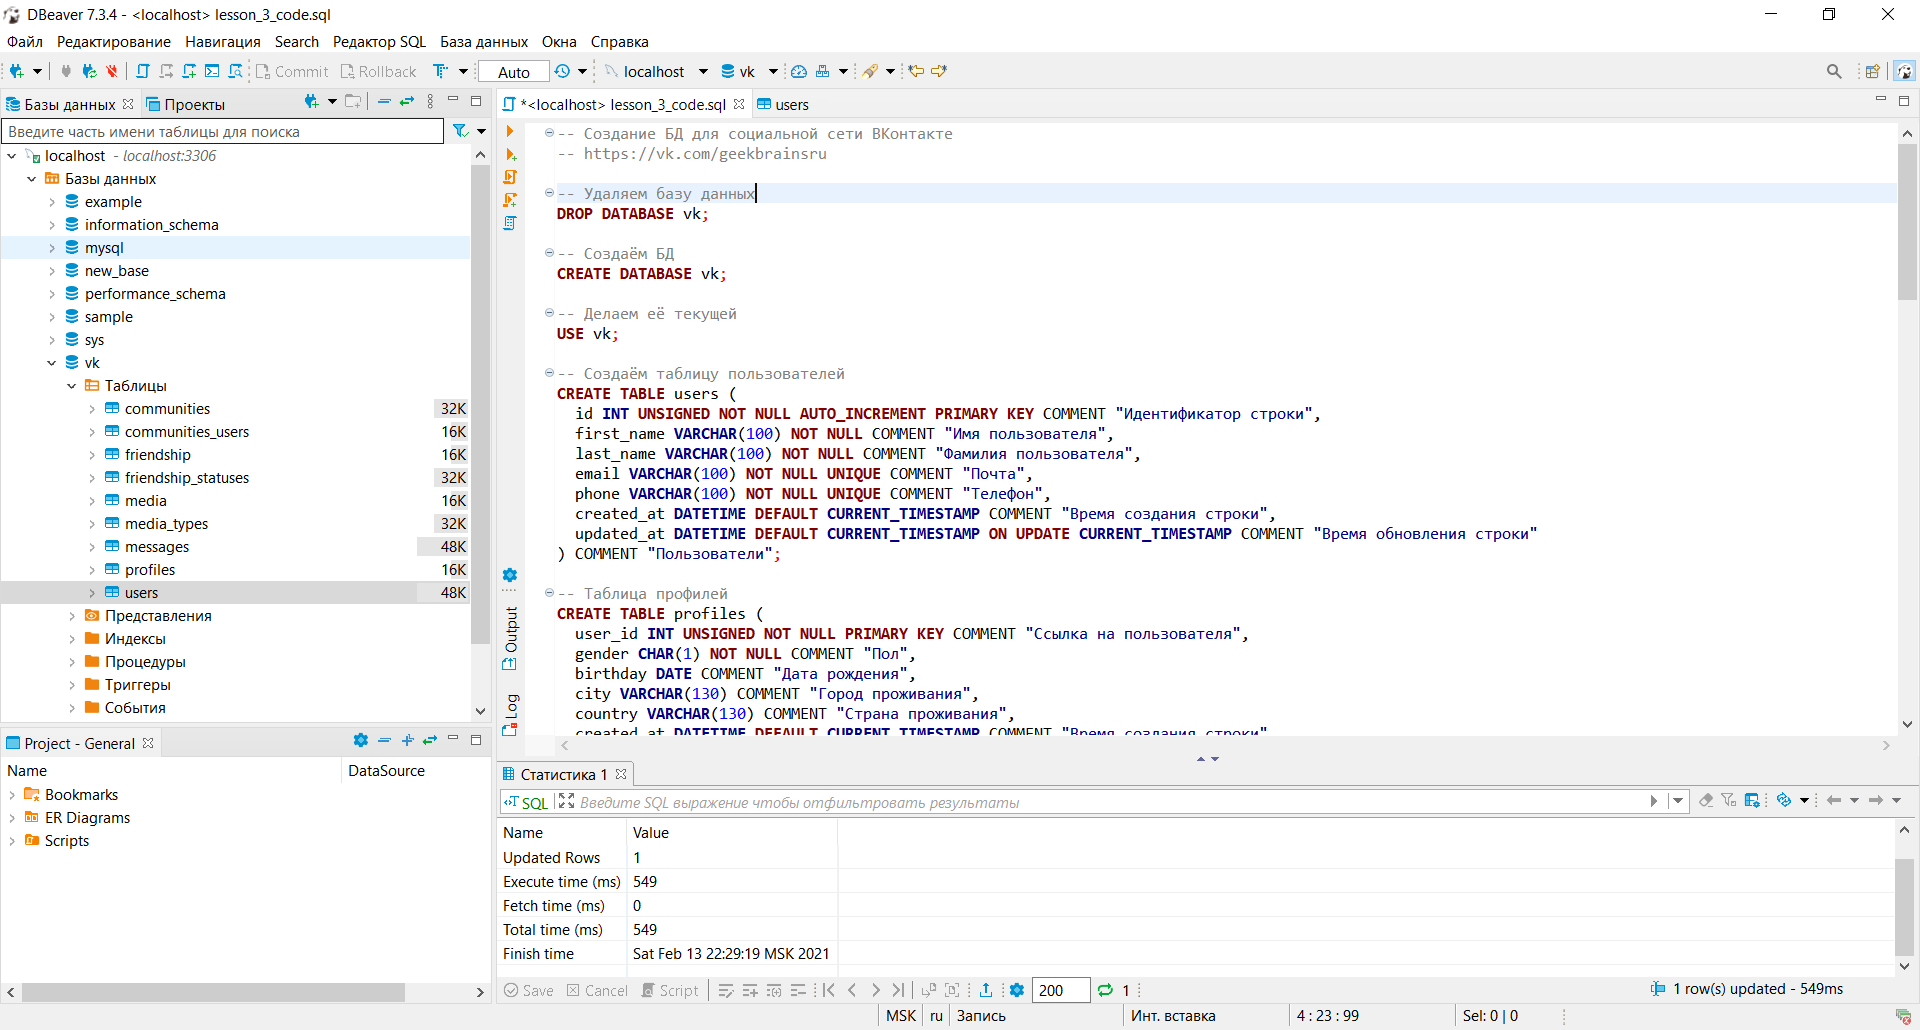 DBeaver 7.3.4 - <localhost> lesson_3_code.sql
Файл Редактирование Навигация Search Редактор SQL База данных Окна Справка
Commit Rollback Auto localhost vk
Базы данных Проекты
Введите часть имени таблицы для поиска
localhost - localhost:3306
Базы данных
example
information_schema
mysql
new_base
performance_schema
sample
sys
vk
Таблицы
communities 32K
communities_users 16K
friendship 16K
friendship_statuses 32K
media 16K
media_types 32K
messages 48K
profiles 16K
users 48K
Представления
Индексы
Процедуры
Триггеры
События
Project - General
Name DataSource
Bookmarks
ER Diagrams
Scripts
*<localhost> lesson_3_code.sql users
-- Создание БД для социальной сети ВКонтакте
-- https://vk.com/geekbrainsru
-- Удаляем базу данных
DROP DATABASE vk;
-- Создаём БД
CREATE DATABASE vk;
-- Делаем её текущей
USE vk;
-- Создаём таблицу пользователей
CREATE TABLE users (
id INT UNSIGNED NOT NULL AUTO_INCREMENT PRIMARY KEY COMMENT "Идентификатор строки",
first_name VARCHAR(100) NOT NULL COMMENT "Имя пользователя",
last_name VARCHAR(100) NOT NULL COMMENT "Фамилия пользователя",
email VARCHAR(100) NOT NULL UNIQUE COMMENT "Почта",
phone VARCHAR(100) NOT NULL UNIQUE COMMENT "Телефон",
created_at DATETIME DEFAULT CURRENT_TIMESTAMP COMMENT "Время создания строки",
updated_at DATETIME DEFAULT CURRENT_TIMESTAMP ON UPDATE CURRENT_TIMESTAMP COMMENT "Время обновления строки"
) COMMENT "Пользователи";
-- Таблица профилей
CREATE TABLE profiles (
user_id INT UNSIGNED NOT NULL PRIMARY KEY COMMENT "Ссылка на пользователя",
gender CHAR(1) NOT NULL COMMENT "Пол",
birthday DATE COMMENT "Дата рождения",
city VARCHAR(130) COMMENT "Город проживания",
country VARCHAR(130) COMMENT "Страна проживания",
created_at DATETIME DEFAULT CURRENT_TIMESTAMP COMMENT "Время создания строки"
Output
Log
Статистика 1
SQL Введите SQL выражение чтобы отфильтровать результаты
Name Value
Updated Rows 1
Execute time (ms) 549
Fetch time (ms) 0
Total time (ms) 549
Finish time Sat Feb 13 22:29:19 MSK 2021
Save Cancel Script 200 1 1 row(s) updated - 549ms
MSK ru Запись Инт. вставка 4 : 23 : 99 Sel: 0 | 0